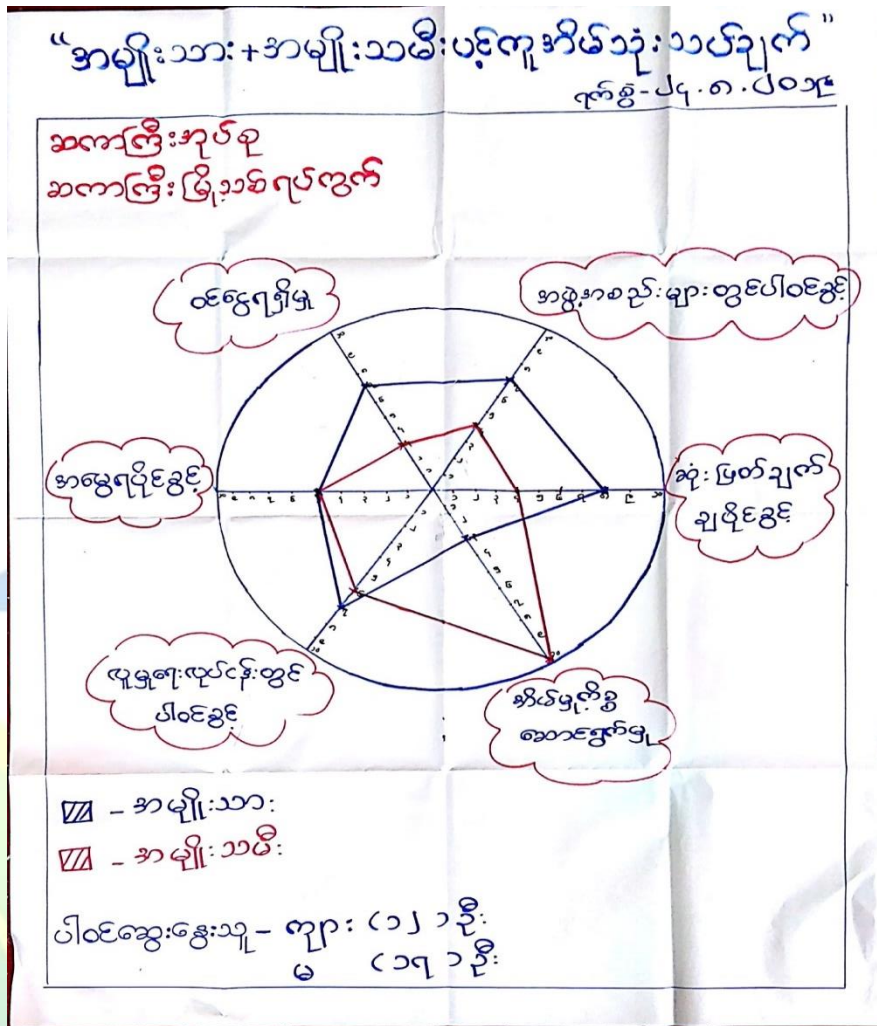 “အမျိုးသား+အမျိုးသမီးပင့်ကူအိမ်သုံးသပ်ချက်”
ရက်စွဲ-၂၄.၈.၂၀၁၉
ဆကာကြီးအုပ်စု
ဆကာကြီးမြို့သစ်ရပ်ကွက်
ဝင်ငွေရရှိမှု
အဖွဲ့အစည်းများတွင်ပါဝင်ခွင့်
အမွေရပိုင်ခွင့်
ဆုံးဖြတ်ချက်
ချပိုင်ခွင့်
လူမှုရေးလုပ်ငန်းတွင်
ပါဝင်ခွင့်
အိမ်မှုကိစ္စ
ဆောင်ရွက်မှု
- အမျိုးသား
- အမျိုးသမီး
ပါဝင်ဆွေးနွေးသူ - ကျား (၁၂) ဦး
မ (၁၇) ဦး